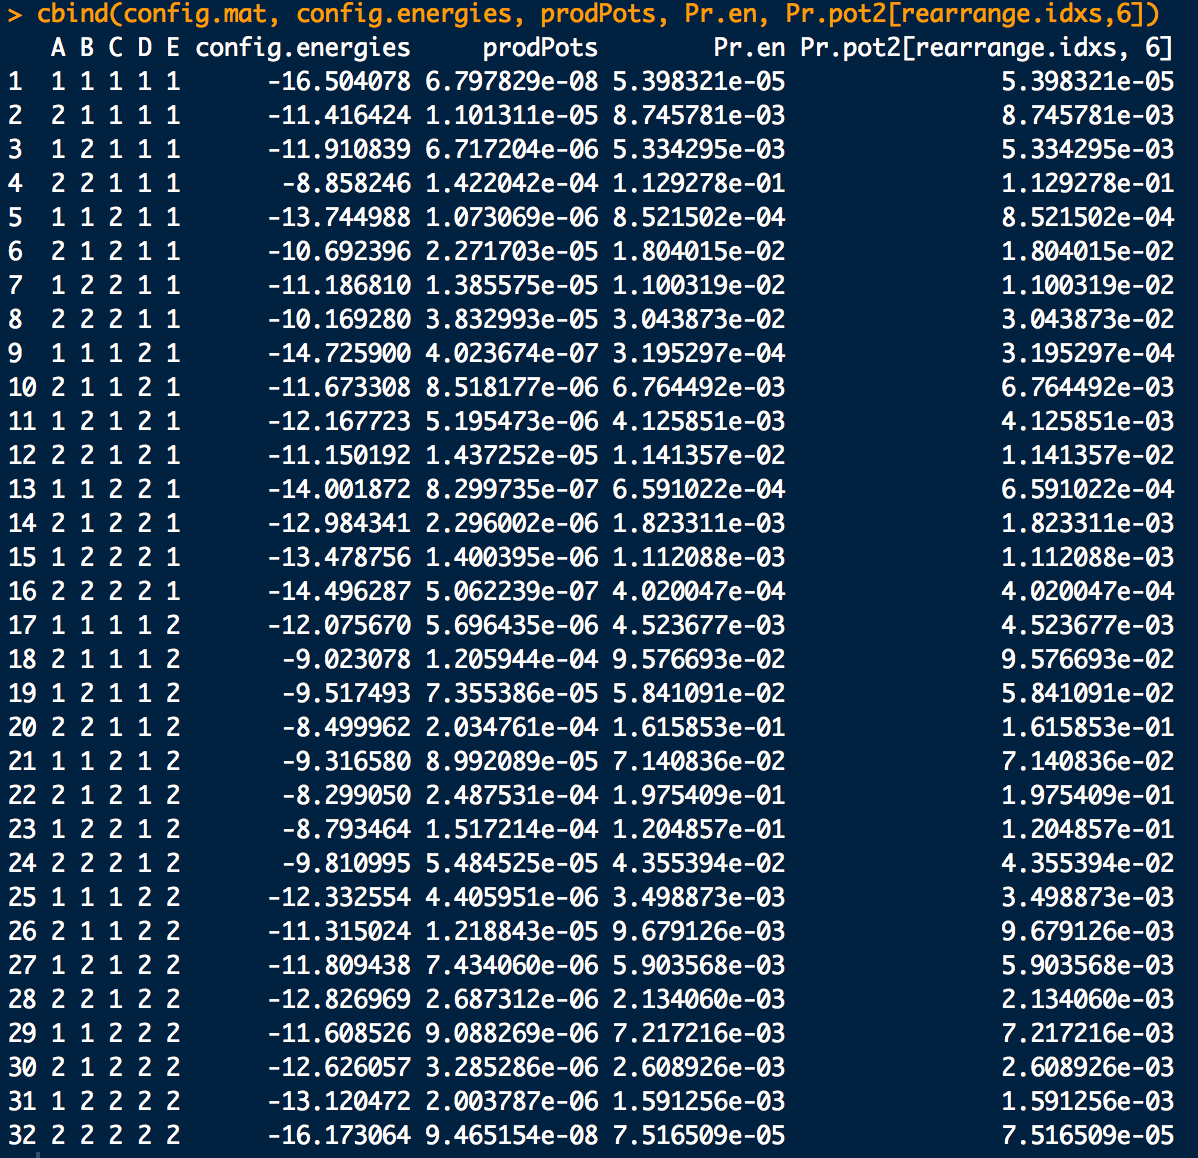 > cbind(config.mat, config.energies, prodPots, Pr.en, Pr.pot2[rearrange.idxs,6])
A B C D E config.energies prodPots Pr.en Pr.pot2[rearrange.idxs, 6]
1 1 1 1 1 1 -16.504078 6.797829e-08 5.398321e-05 5.398321e-05
2 2 1 1 1 1 -11.416424 1.101311e-05 8.745781e-03 8.745781e-03
3 1 2 1 1 1 -11.910839 6.717204e-06 5.334295e-03 5.334295e-03
4 2 2 1 1 1 -8.858246 1.422042e-04 1.129278e-01 1.129278e-01
5 1 1 2 1 1 -13.744988 1.073069e-06 8.521502e-04 8.521502e-04
6 2 1 2 1 1 -10.692396 2.271703e-05 1.804015e-02 1.804015e-02
7 1 2 2 1 1 -11.186810 1.385575e-05 1.100319e-02 1.100319e-02
8 2 2 2 1 1 -10.169280 3.832993e-05 3.043873e-02 3.043873e-02
9 1 1 1 2 1 -14.725900 4.023674e-07 3.195297e-04 3.195297e-04
10 2 1 1 2 1 -11.673308 8.518177e-06 6.764492e-03 6.764492e-03
11 1 2 1 2 1 -12.167723 5.195473e-06 4.125851e-03 4.125851e-03
12 2 2 1 2 1 -11.150192 1.437252e-05 1.141357e-02 1.141357e-02
13 1 1 2 2 1 -14.001872 8.299735e-07 6.591022e-04 6.591022e-04
14 2 1 2 2 1 -12.984341 2.296002e-06 1.823311e-03 1.823311e-03
15 1 2 2 2 1 -13.478756 1.400395e-06 1.112088e-03 1.112088e-03
16 2 2 2 2 1 -14.496287 5.062239e-07 4.020047e-04 4.020047e-04
17 1 1 1 1 2 -12.075670 5.696435e-06 4.523677e-03 4.523677e-03
18 2 1 1 1 2 -9.023078 1.205944e-04 9.576693e-02 9.576693e-02
19 1 2 1 1 2 -9.517493 7.355386e-05 5.841091e-02 5.841091e-02
20 2 2 1 1 2 -8.499962 2.034761e-04 1.615853e-01 1.615853e-01
21 1 1 2 1 2 -9.316580 8.992089e-05 7.140836e-02 7.140836e-02
22 2 1 2 1 2 -8.299050 2.487531e-04 1.975409e-01 1.975409e-01
23 1 2 2 1 2 -8.793464 1.517214e-04 1.204857e-01 1.204857e-01
24 2 2 2 1 2 -9.810995 5.484525e-05 4.355394e-02 4.355394e-02
25 1 1 1 2 2 -12.332554 4.405951e-06 3.498873e-03 3.498873e-03
26 2 1 1 2 2 -11.315024 1.218843e-05 9.679126e-03 9.679126e-03
27 1 2 1 2 2 -11.809438 7.434060e-06 5.903568e-03 5.903568e-03
28 2 2 1 2 2 -12.826969 2.687312e-06 2.134060e-03 2.134060e-03
29 1 1 2 2 2 -11.608526 9.088269e-06 7.217216e-03 7.217216e-03
30 2 1 2 2 2 -12.626057 3.285286e-06 2.608926e-03 2.608926e-03
31 1 2 2 2 2 -13.120472 2.003787e-06 1.591256e-03 1.591256e-03
32 2 2 2 2 2 -16.173064 9.465154e-08 7.516509e-05 7.516509e-05